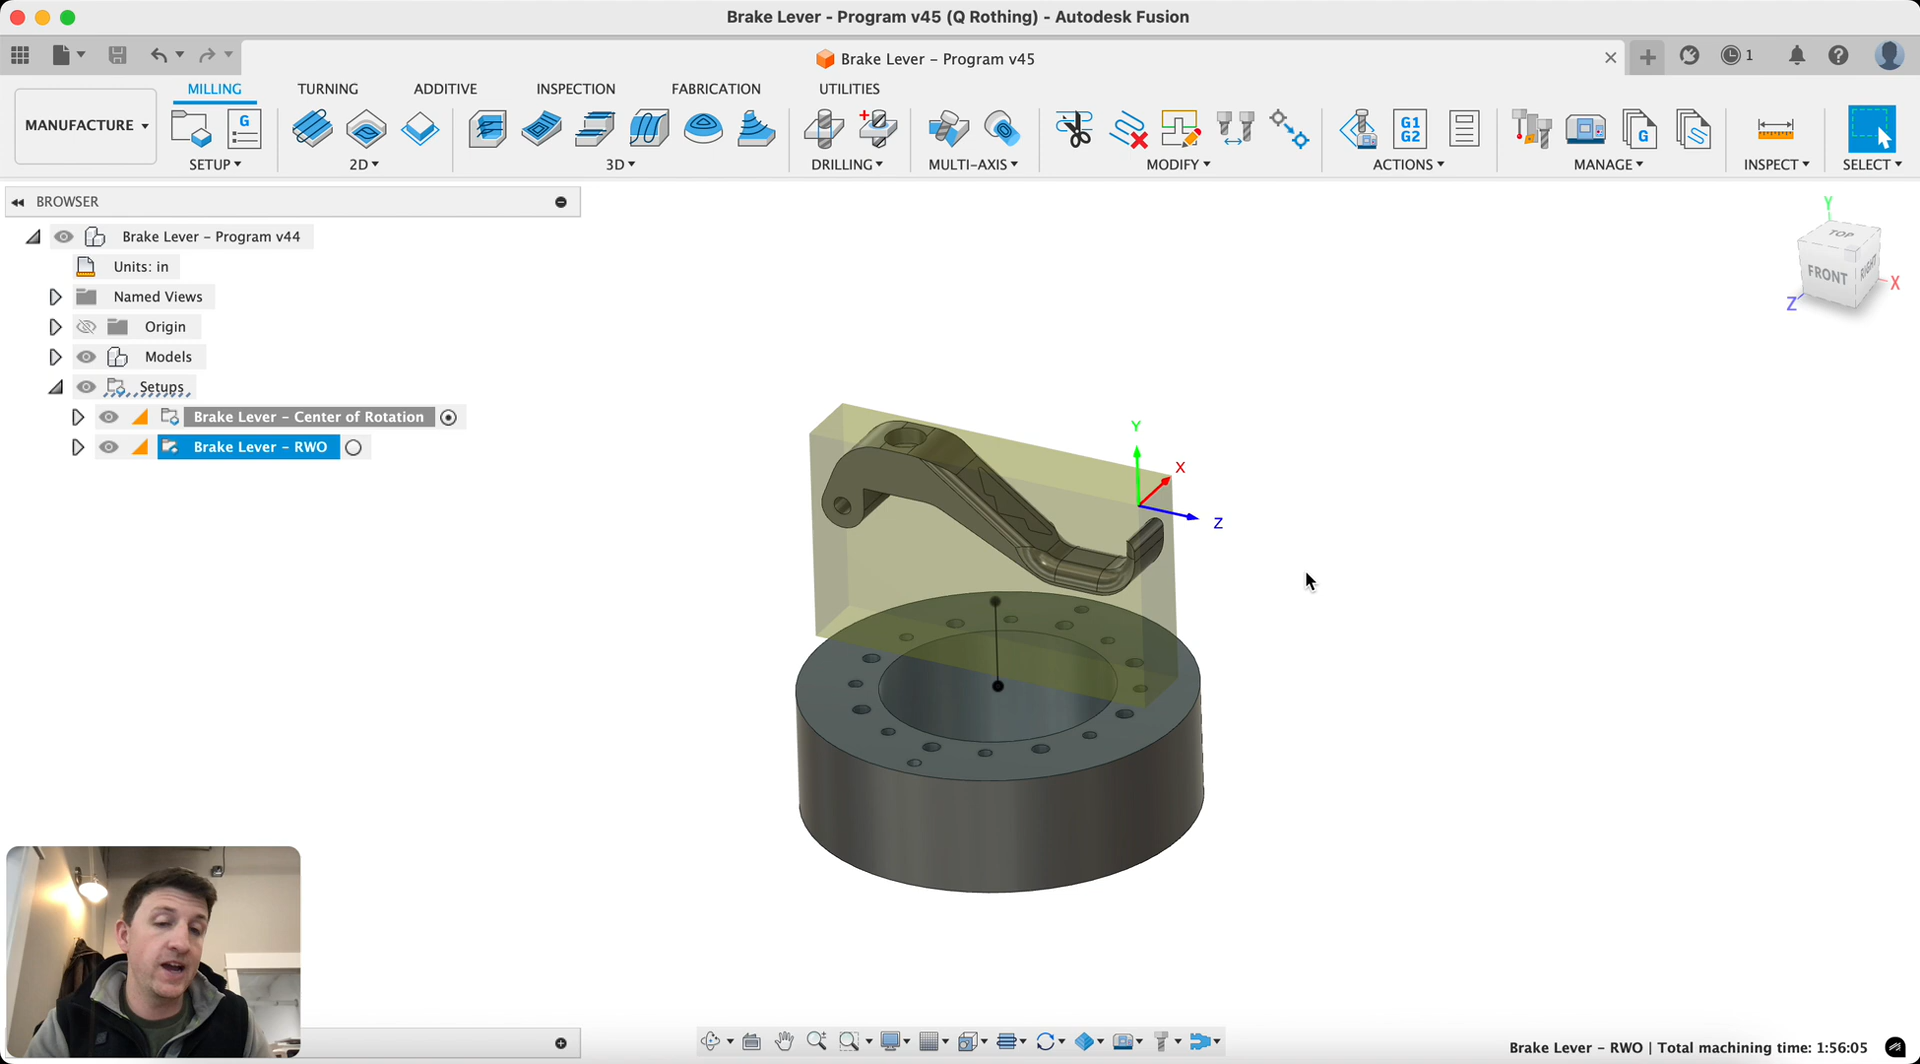 Brake Lever - Program v45 (Q Rothing) - Autodesk Fusion
Brake Lever - Program v45
1
MANUFACTURE
MILLING
TURNING
ADDITIVE
INSPECTION
FABRICATION
UTILITIES
G
G1
G2
G
SETUP
2D
3D
DRILLING
MULTI-AXIS
MODIFY
ACTIONS
MANAGE
INSPECT
SELECT
BROWSER
Brake Lever - Program v44
Units: in
Named Views
Origin
Models
Setups
Brake Lever - Center of Rotation
Brake Lever - RWO
Y
TOP
FRONT
RIGHT
X
Z
Y
X
Z
Brake Lever - RWO | Total machining time: 1:56:05